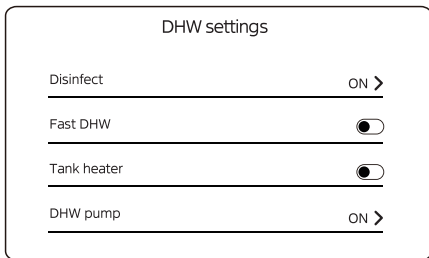 DHW settings
Disinfect ON
Fast DHW
Tank heater
DHW pump ON